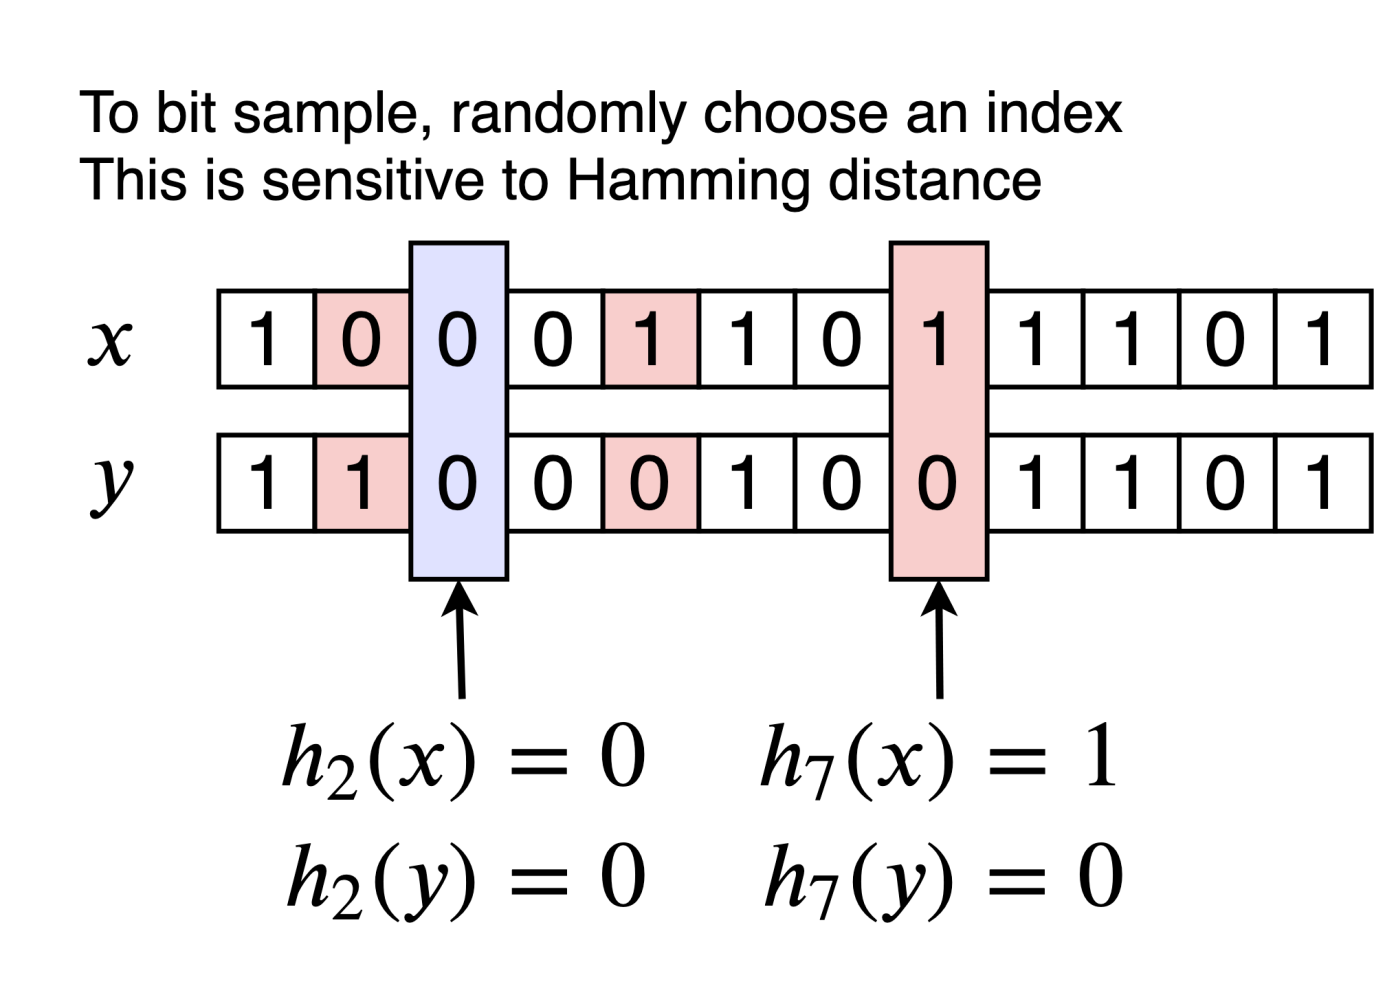 To bit sample, randomly choose an index
This is sensitive to Hamming distance
x 1 0 0 0 1 1 0 1 1 1 0 1
y 1 1 0 0 0 1 0 0 1 1 0 1
h₂(x) = 0 h₇(x) = 1
h₂(y) = 0 h₇(y) = 0